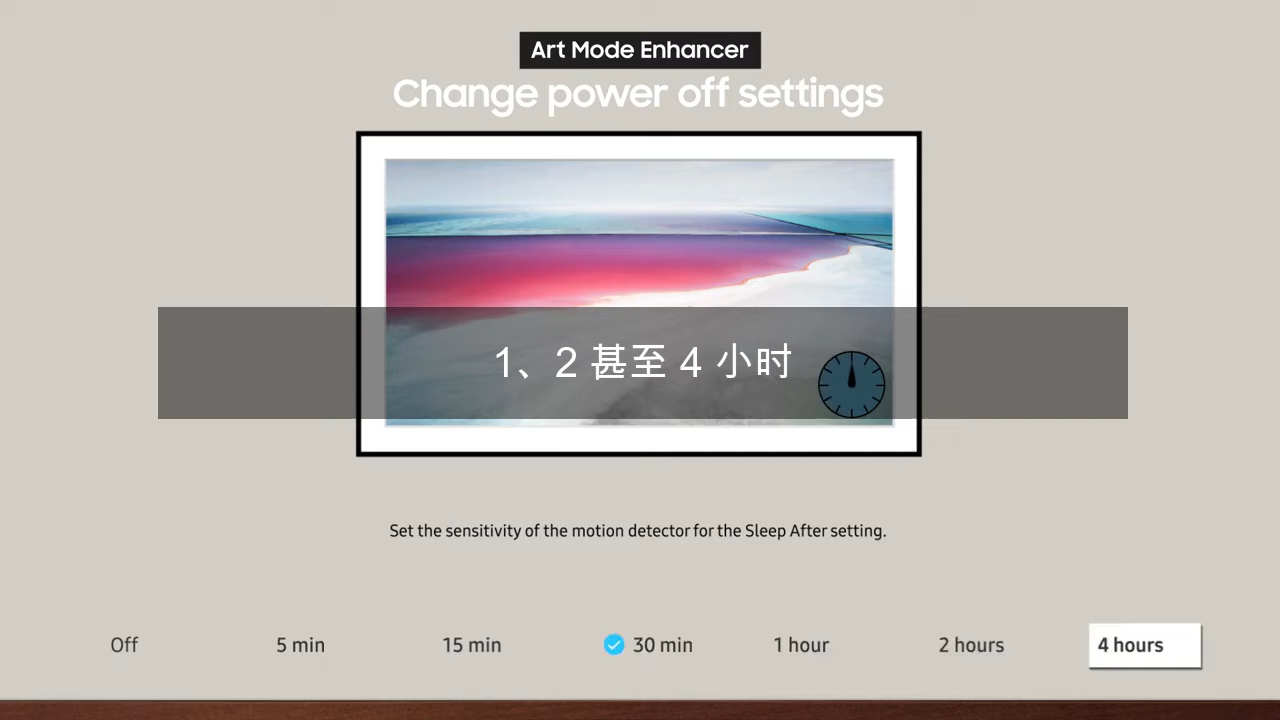 Art Mode Enhancer
Change power off settings
1、2 甚至 4 小时
Set the sensitivity of the motion detector for the Sleep After setting.
Off 5 min 15 min 30 min 1 hour 2 hours 4 hours